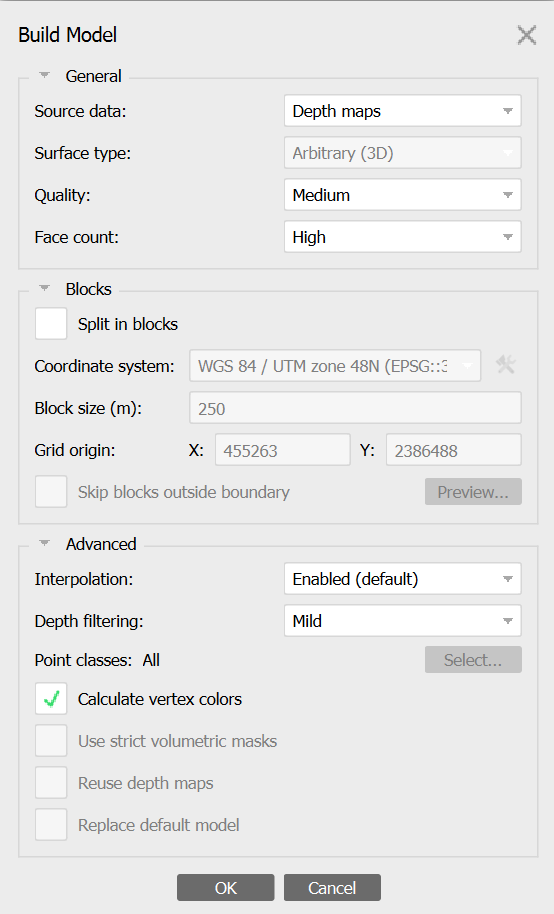 Build Model
General
Source data: Depth maps
Surface type: Arbitrary (3D)
Quality: Medium
Face count: High
Blocks
Split in blocks
Coordinate system: WGS 84 / UTM zone 48N (EPSG::3
Block size (m): 250
Grid origin: X: 455263 Y: 2386488
Skip blocks outside boundary Preview...
Advanced
Interpolation: Enabled (default)
Depth filtering: Mild
Point classes: All Select...
Calculate vertex colors
Use strict volumetric masks
Reuse depth maps
Replace default model
OK Cancel